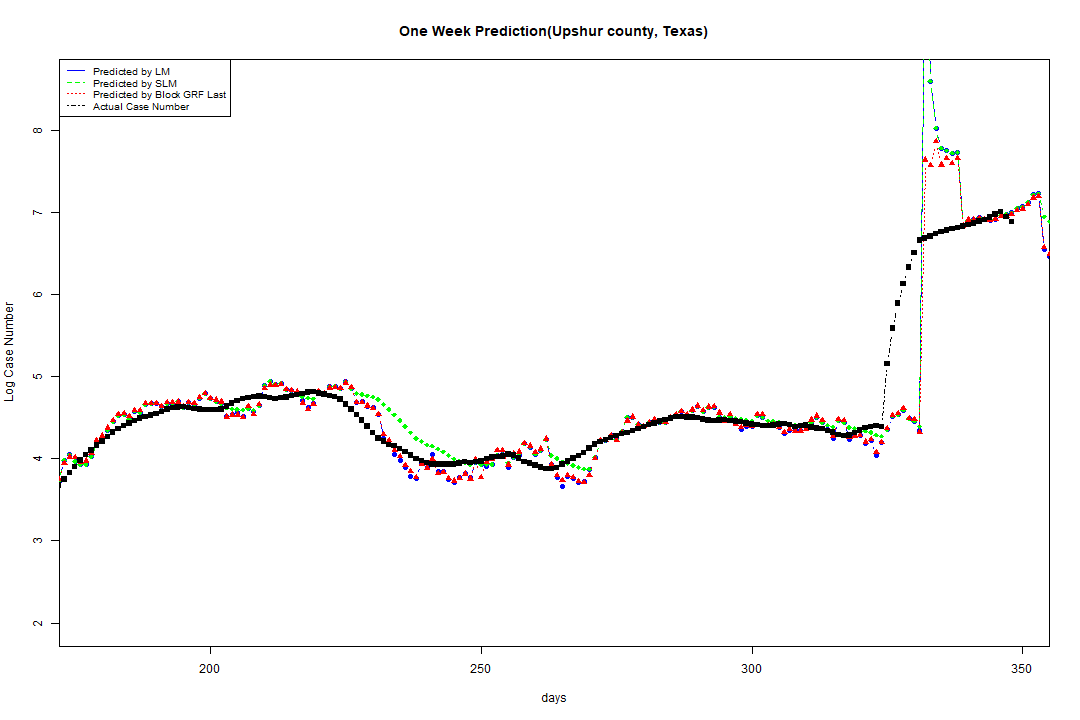 One Week Prediction(Upshur county, Texas)
Predicted by LM
Predicted by SLM
Predicted by Block GRF Last
Actual Case Number
8
7
6
5
4
3
2
Log Case Number
200
250
300
350
days